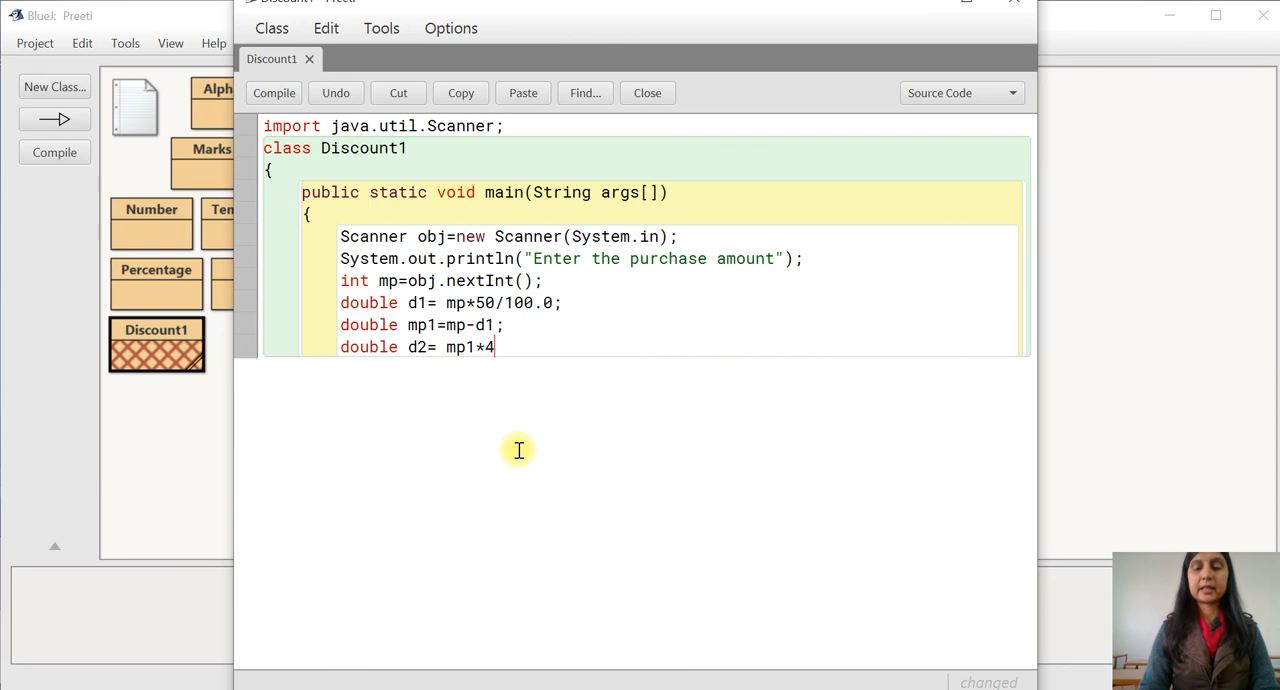 Discount1 - Preeti
BlueJ: Preeti
Project Edit Tools View Help
Class Edit Tools Options
Discount1 ×
Compile Undo Cut Copy Paste Find... Close Source Code
New Class...
Compile
Alph
Marks
Number
Ten
Percentage
Discount1
import java.util.Scanner;
class Discount1
{
public static void main(String args[])
{
Scanner obj=new Scanner(System.in);
System.out.println("Enter the purchase amount");
int mp=obj.nextInt();
double d1= mp*50/100.0;
double mp1=mp-d1;
double d2= mp1*4
changed